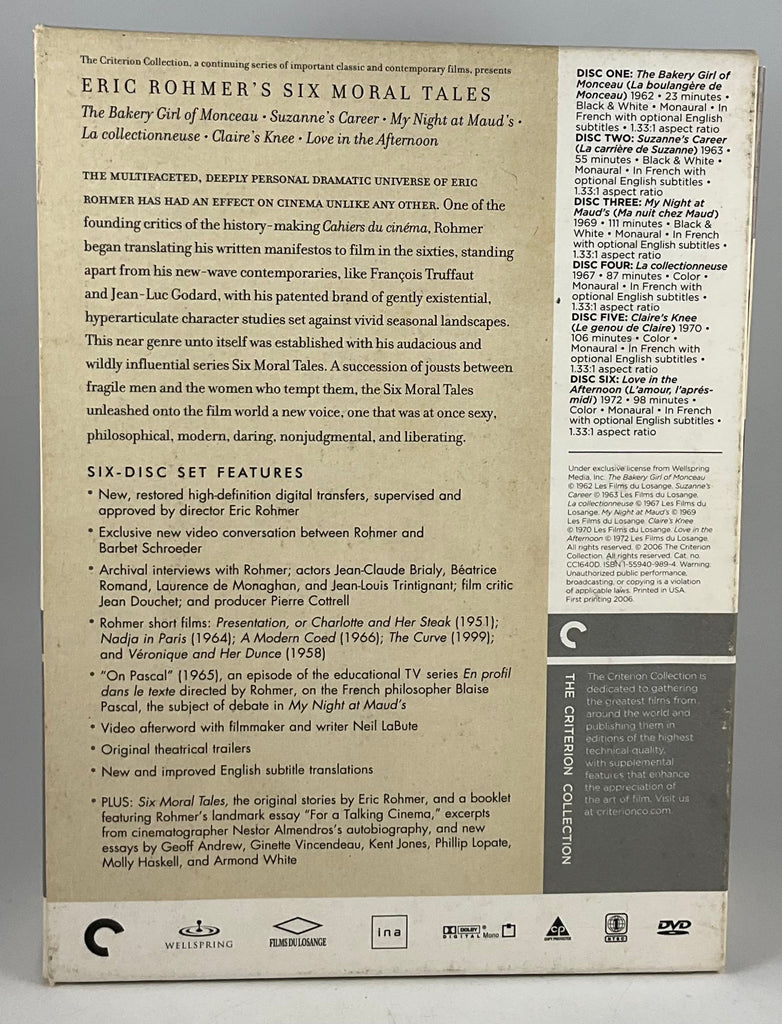 The Criterion Collection, a continuing series of important classic and contemporary films, presents
ERIC ROHMER'S SIX MORAL TALES
The Bakery Girl of Monceau • Suzanne's Career • My Night at Maud's •
La collectionneuse • Claire's Knee • Love in the Afternoon
THE MULTIFACETED, DEEPLY PERSONAL DRAMATIC UNIVERSE OF ERIC
ROHMER HAS HAD AN EFFECT ON CINEMA UNLIKE ANY OTHER. One of the
founding critics of the history-making Cahiers du cinéma, Rohmer
began translating his written manifestos to film in the sixties, standing
apart from his new-wave contemporaries, like François Truffaut
and Jean-Luc Godard, with his patented brand of gently existential,
hyperarticulate character studies set against vivid seasonal landscapes.
This near genre unto itself was established with his audacious and
wildly influential series Six Moral Tales. A succession of jousts between
fragile men and the women who tempt them, the Six Moral Tales
unleashed onto the film world a new voice, one that was at once sexy,
philosophical, modern, daring, nonjudgmental, and liberating.
SIX-DISC SET FEATURES
• New, restored high-definition digital transfers, supervised and
approved by director Eric Rohmer
• Exclusive new video conversation between Rohmer and
Barbet Schroeder
• Archival interviews with Rohmer; actors Jean-Claude Brialy, Béatrice
Romand, Laurence de Monaghan, and Jean-Louis Trintignant; film critic
Jean Douchet; and producer Pierre Cottrell
• Rohmer short films: Presentation, or Charlotte and Her Steak (1951);
Nadja in Paris (1964); A Modern Coed (1966); The Curve (1999);
and Véronique and Her Dunce (1958)
• "On Pascal" (1965), an episode of the educational TV series En profil
dans le texte directed by Rohmer, on the French philosopher Blaise
Pascal, the subject of debate in My Night at Maud's
• Video afterword with filmmaker and writer Neil LaBute
• Original theatrical trailers
• New and improved English subtitle translations
• PLUS: Six Moral Tales, the original stories by Eric Rohmer, and a booklet
featuring Rohmer's landmark essay "For a Talking Cinema," excerpts
from cinematographer Nestor Almendros's autobiography, and new
essays by Geoff Andrew, Ginette Vincendeau, Kent Jones, Phillip Lopate,
Molly Haskell, and Armond White
DISC ONE: The Bakery Girl of
Monceau (La boulangère de
Monceau) 1962 • 23 minutes •
Black & White • Monaural • In
French with optional English
subtitles • 1.33:1 aspect ratio
DISC TWO: Suzanne's Career
(La carrière de Suzanne) 1963 •
55 minutes • Black & White •
Monaural • In French with
optional English subtitles •
1.33:1 aspect ratio
DISC THREE: My Night at
Maud's (Ma nuit chez Maud)
1969 • 111 minutes • Black &
White • Monaural • In French
with optional English subtitles •
1.33:1 aspect ratio
DISC FOUR: La collectionneuse
1967 • 87 minutes • Color •
Monaural • In French with
optional English subtitles •
1.33:1 aspect ratio
DISC FIVE: Claire's Knee
(Le genou de Claire) 1970 •
106 minutes • Color •
Monaural • In French with
optional English subtitles •
1.33:1 aspect ratio
DISC SIX: Love in the
Afternoon (L'amour, l'aprés-
midi) 1972 • 98 minutes •
Color • Monaural • In French
with optional English subtitles •
1.33:1 aspect ratio
Under exclusive license from Wellspring
Media, Inc. The Bakery Girl of Monceau
© 1962 Les Films du Losange. Suzanne's
Career © 1963 Les Films du Losange.
La collectionneuse © 1967 Les Films du
Losange. My Night at Maud's © 1969
Les Films du Losange. Claire's Knee
© 1970 Les Films du Losange. Love in the
Afternoon © 1972 Les Films du Losange.
All rights reserved. © 2006 The Criterion
Collection. All rights reserved. Cat. no.
CC1640D. ISBN 1-55940-989-4. Warning:
Unauthorized public performance,
broadcasting, or copying is a violation
of applicable laws. Printed in USA.
First printing 2006.
THE CRITERION COLLECTION
The Criterion Collection is
dedicated to gathering
the greatest films from
around the world and
publishing them in
editions of the highest
technical quality,
with supplemental
features that enhance
the appreciation of
the art of film. Visit us
at criterionco.com.
WELLSPRING
FILMS DU LOSANGE
ina
DOLBY DIGITAL Mono
CP
COPY PROTECTED
1
NTSC
DVD